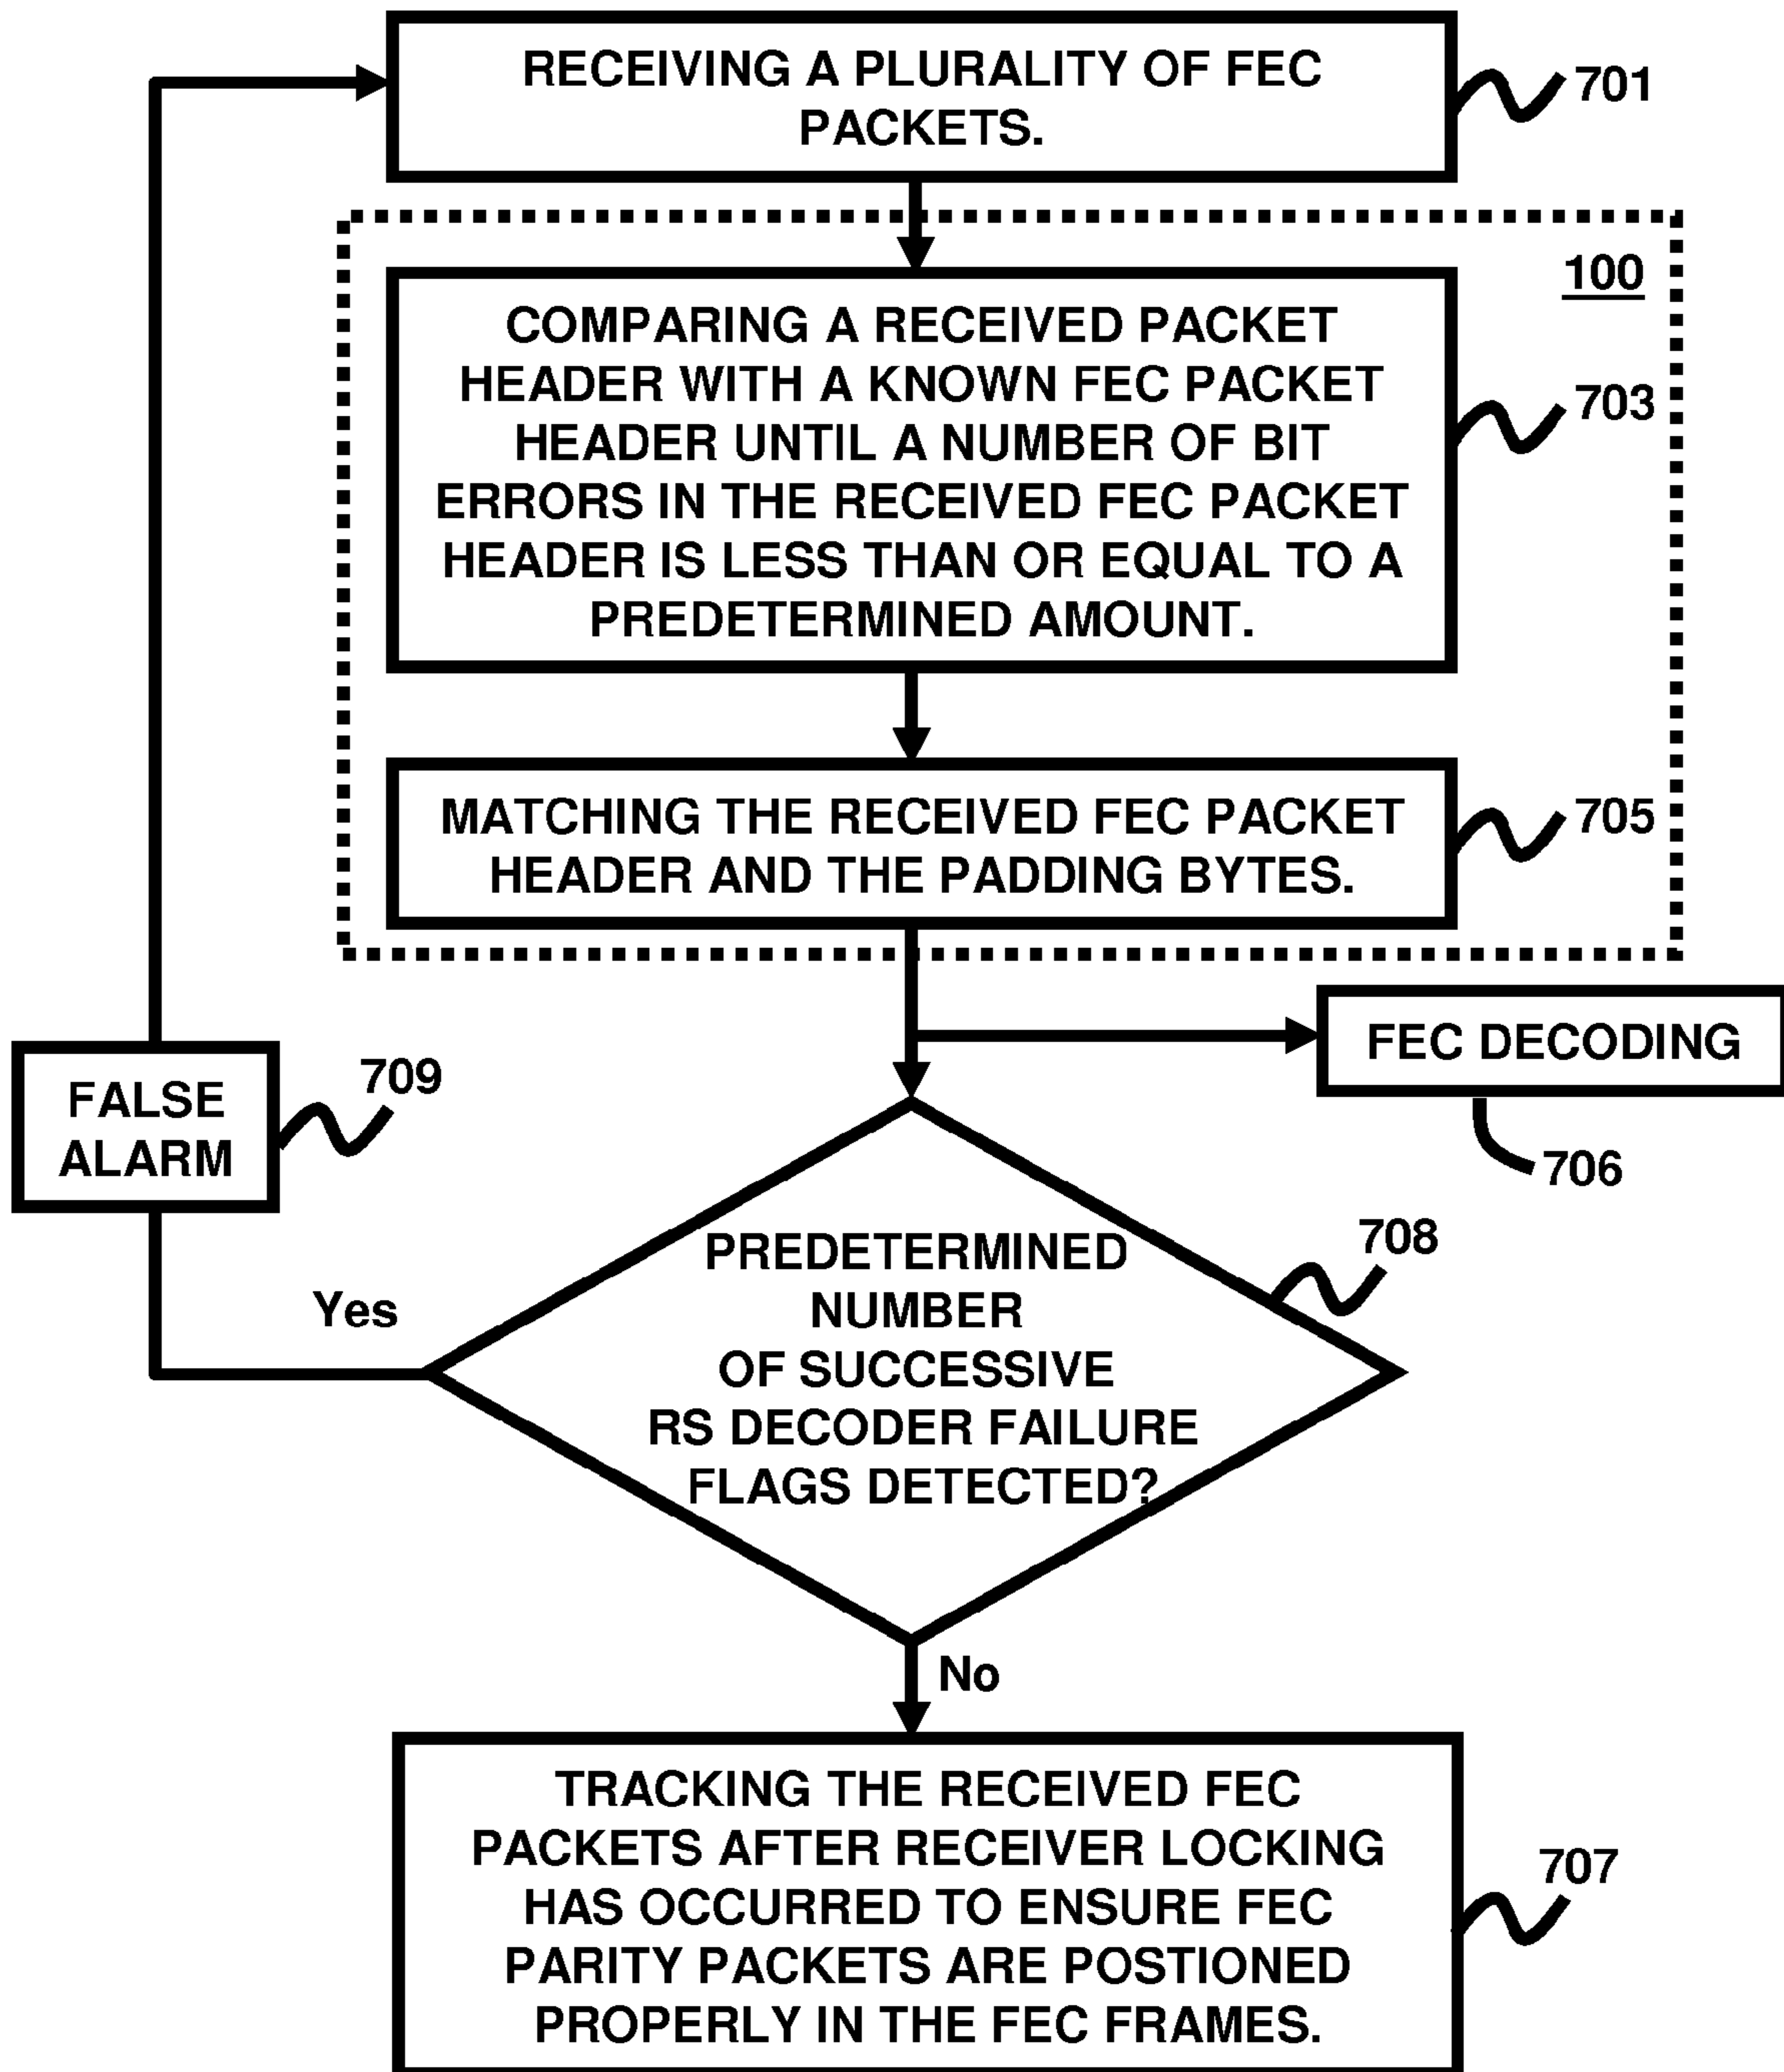 RECEIVING A PLURALITY OF FEC
PACKETS.
701
100
COMPARING A RECEIVED PACKET
HEADER WITH A KNOWN FEC PACKET
HEADER UNTIL A NUMBER OF BIT
ERRORS IN THE RECEIVED FEC PACKET
HEADER IS LESS THAN OR EQUAL TO A
PREDETERMINED AMOUNT.
703
MATCHING THE RECEIVED FEC PACKET
HEADER AND THE PADDING BYTES.
705
FEC DECODING
706
FALSE
ALARM
709
PREDETERMINED
NUMBER
OF SUCCESSIVE
RS DECODER FAILURE
FLAGS DETECTED?
708
Yes
No
TRACKING THE RECEIVED FEC
PACKETS AFTER RECEIVER LOCKING
HAS OCCURRED TO ENSURE FEC
PARITY PACKETS ARE POSTIONED
PROPERLY IN THE FEC FRAMES.
707